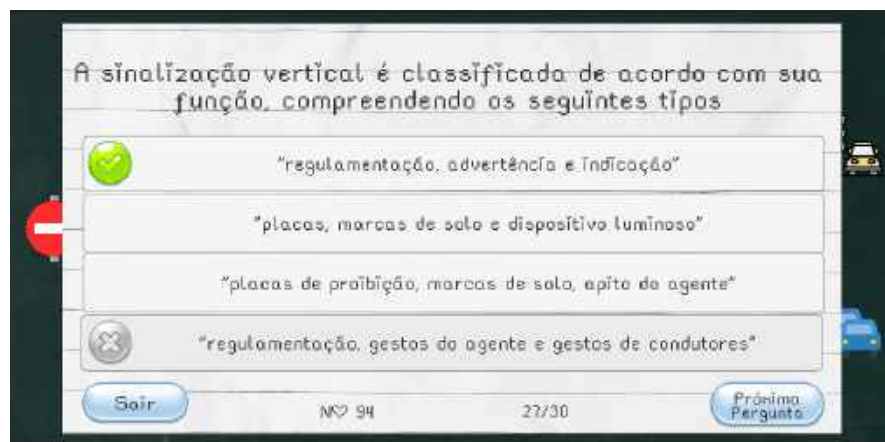 A sinalização vertical é classificada de acordo com sua
função, compreendendo os seguintes tipos
"regulamentação, advertência e indicação"
"placas, marcas de solo e dispositivo luminoso"
"placas de proibição, marcas de solo, apito do agente"
"regulamentação, gestos do agente e gestos de condutores"
Sair
Nº 94
27/30
Próxima
Pergunta